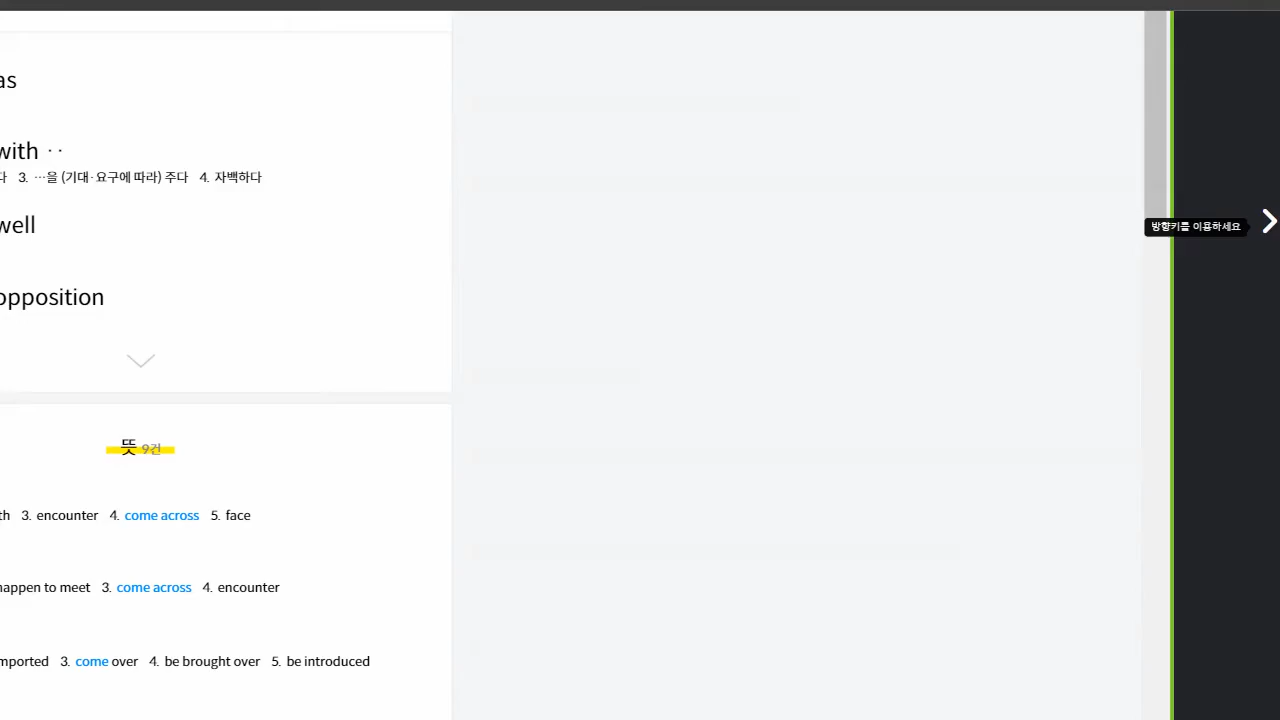 as
with ··
다 3. …을 (기대·요구에 따라) 주다 4. 자백하다
방향키를 이용하세요
well
opposition
뜻 9건
th 3. encounter 4. come across 5. face
happen to meet 3. come across 4. encounter
mported 3. come over 4. be brought over 5. be introduced